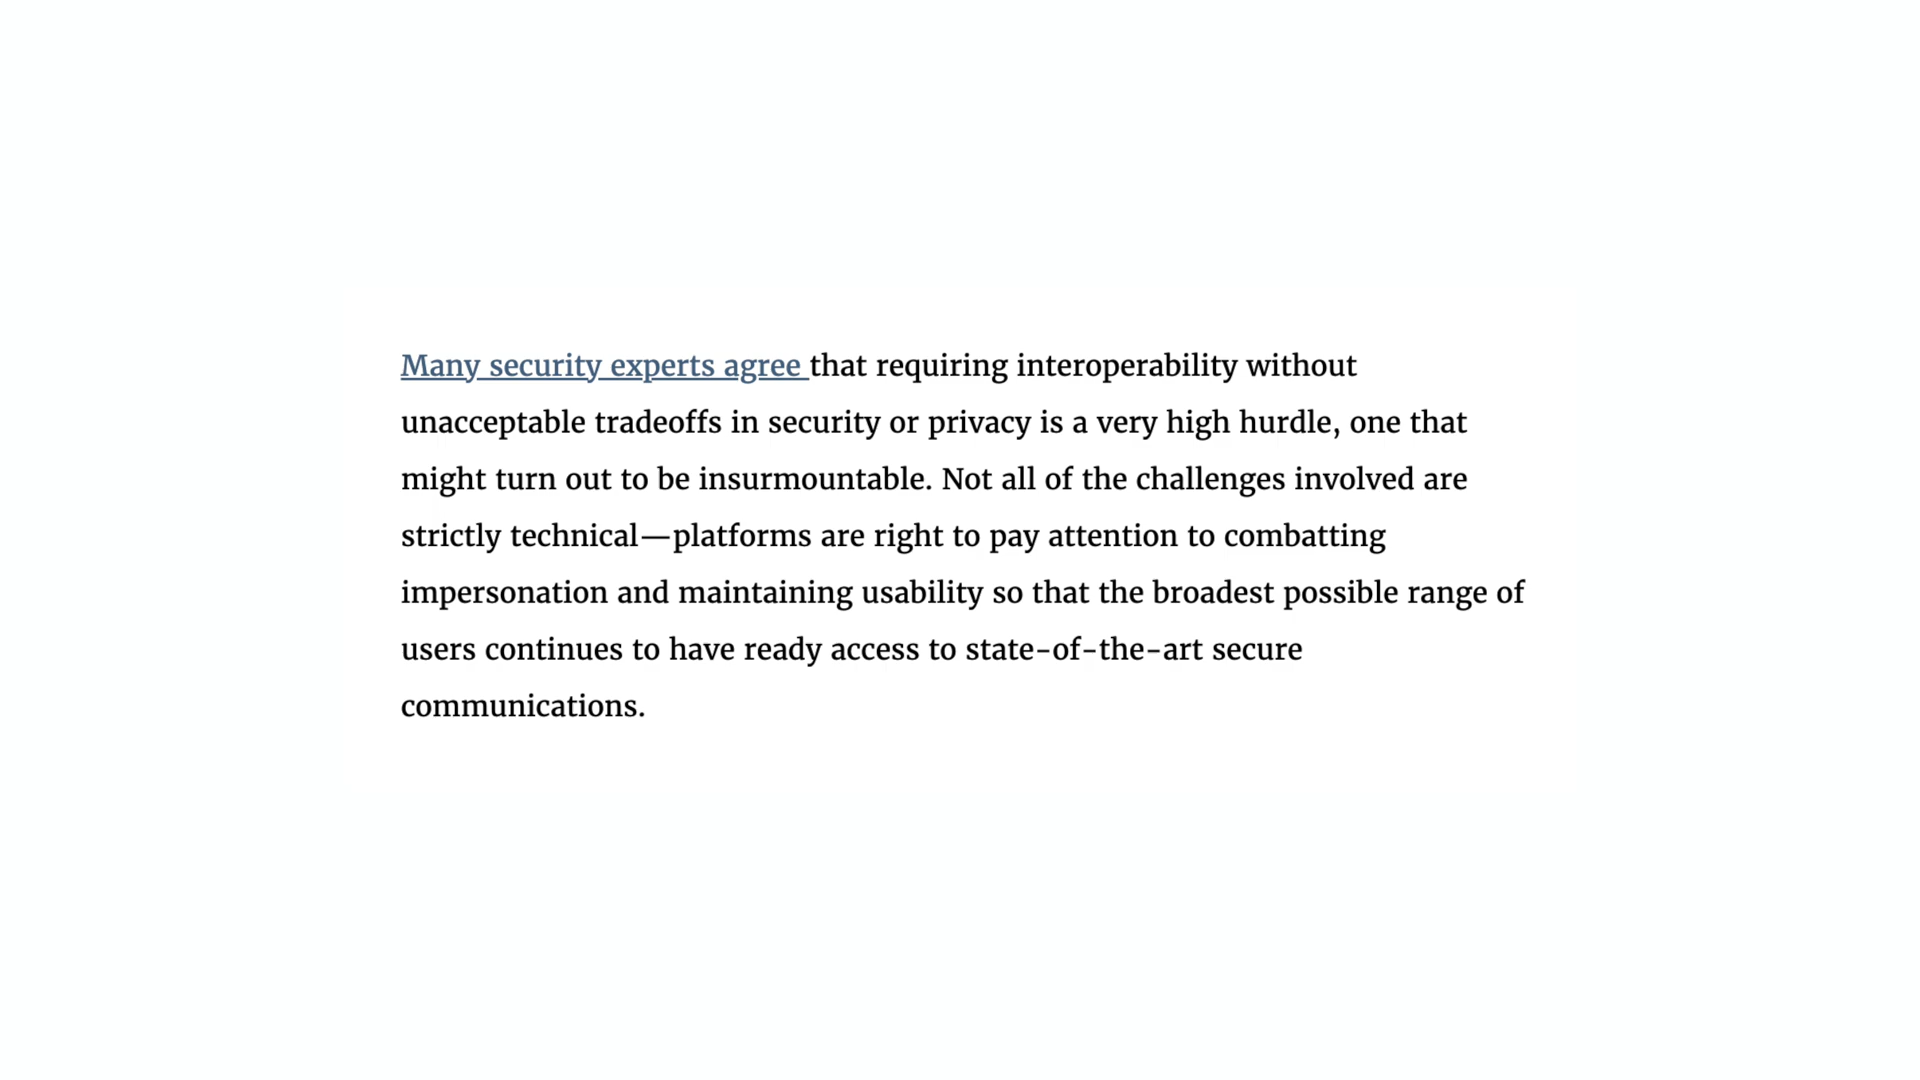 Many security experts agree that requiring interoperability without
unacceptable tradeoffs in security or privacy is a very high hurdle, one that
might turn out to be insurmountable. Not all of the challenges involved are
strictly technical—platforms are right to pay attention to combatting
impersonation and maintaining usability so that the broadest possible range of
users continues to have ready access to state-of-the-art secure
communications.